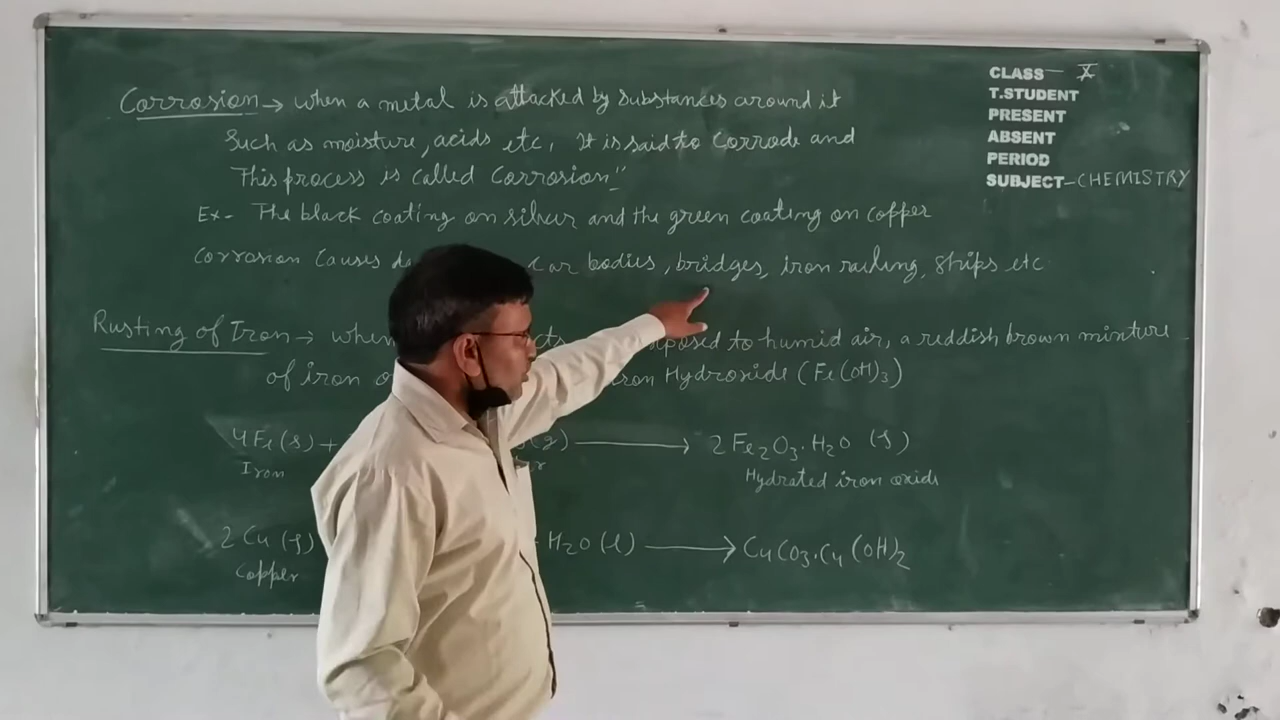 Corrosion → when a metal is attacked by substances around it
Such as moisture, acids etc, It is said to Corrode and
This process is called Corrosion"
Ex- The black coating on silver and the green coating on copper
Corrosion Causes car bodies, bridges, iron railing, ships etc
Rusting of Iron → when exposed to humid air, a reddish brown mixture
of iron Hydroxide (Fe(OH)3)
4Fe(s) + (g) → 2Fe2O3.H2O (s)
Iron Hydrated iron oxide
2Cu(s) H2O(l) → CuCO3.Cu(OH)2
Copper
CLASS — X
T.STUDENT
PRESENT
ABSENT
PERIOD
SUBJECT - CHEMISTRY